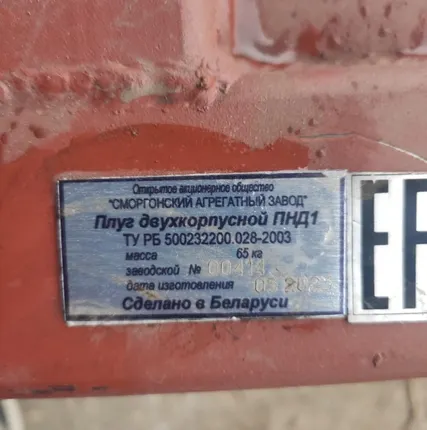 Открытое акционерное общество
"СМОРГОНСКИЙ АГРЕГАТНЫЙ ЗАВОД"
Плуг двухкорпусной ПНД1
ТУ РБ 500232200.028-2003
масса 65 кг
заводской №
дата изготовления
Сделано в Беларуси